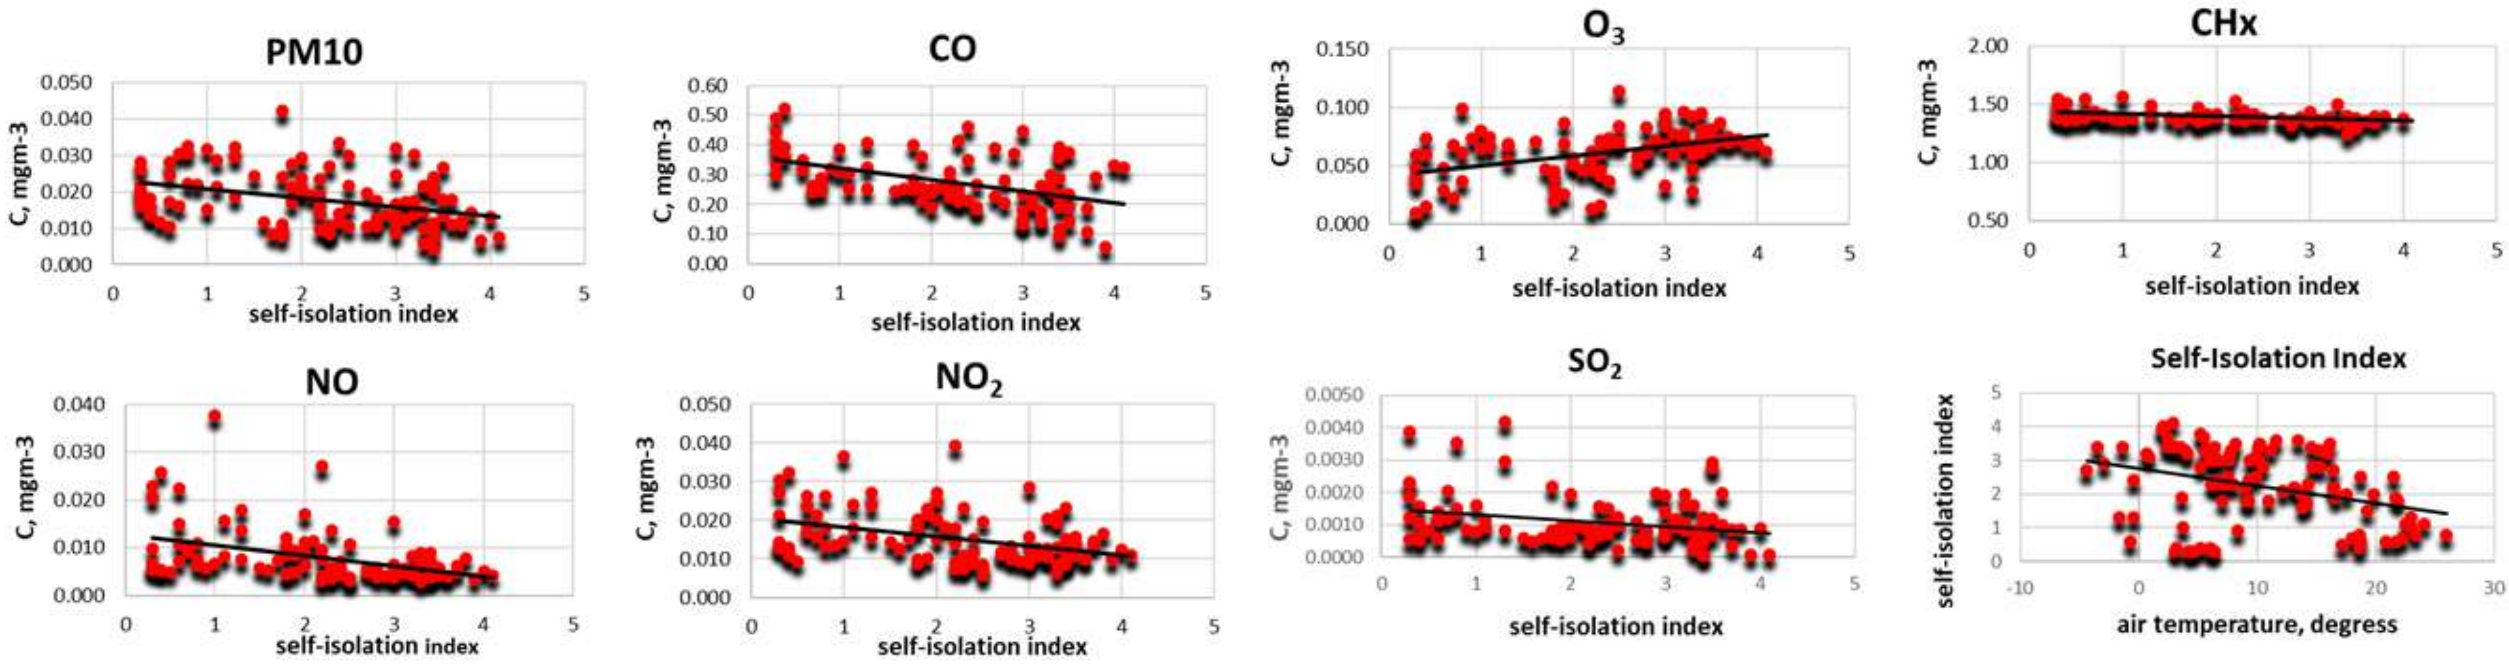 PM10
0.050
0.040
0.030
0.020
0.010
0.000
C, mgm-3
0 1 2 3 4 5
self-isolation index
CO
0.60
0.50
0.40
0.30
0.20
0.10
0.00
C, mgm-3
0 1 2 3 4 5
self-isolation index
O3
0.150
0.100
0.050
0.000
C, mgm-3
0 1 2 3 4 5
self-isolation index
CHx
2.00
1.50
1.00
0.50
C, mgm-3
0 1 2 3 4 5
self-isolation index
NO
0.040
0.030
0.020
0.010
0.000
C, mgm-3
0 1 2 3 4 5
self-isolation index
NO2
0.050
0.040
0.030
0.020
0.010
0.000
C, mgm-3
0 1 2 3 4 5
self-isolation index
SO2
0.0050
0.0040
0.0030
0.0020
0.0010
0.0000
C, mgm-3
0 1 2 3 4 5
self-isolation index
Self-Isolation Index
5
4
3
2
1
0
self-isolation index
-10 0 10 20 30
air temperature, degress